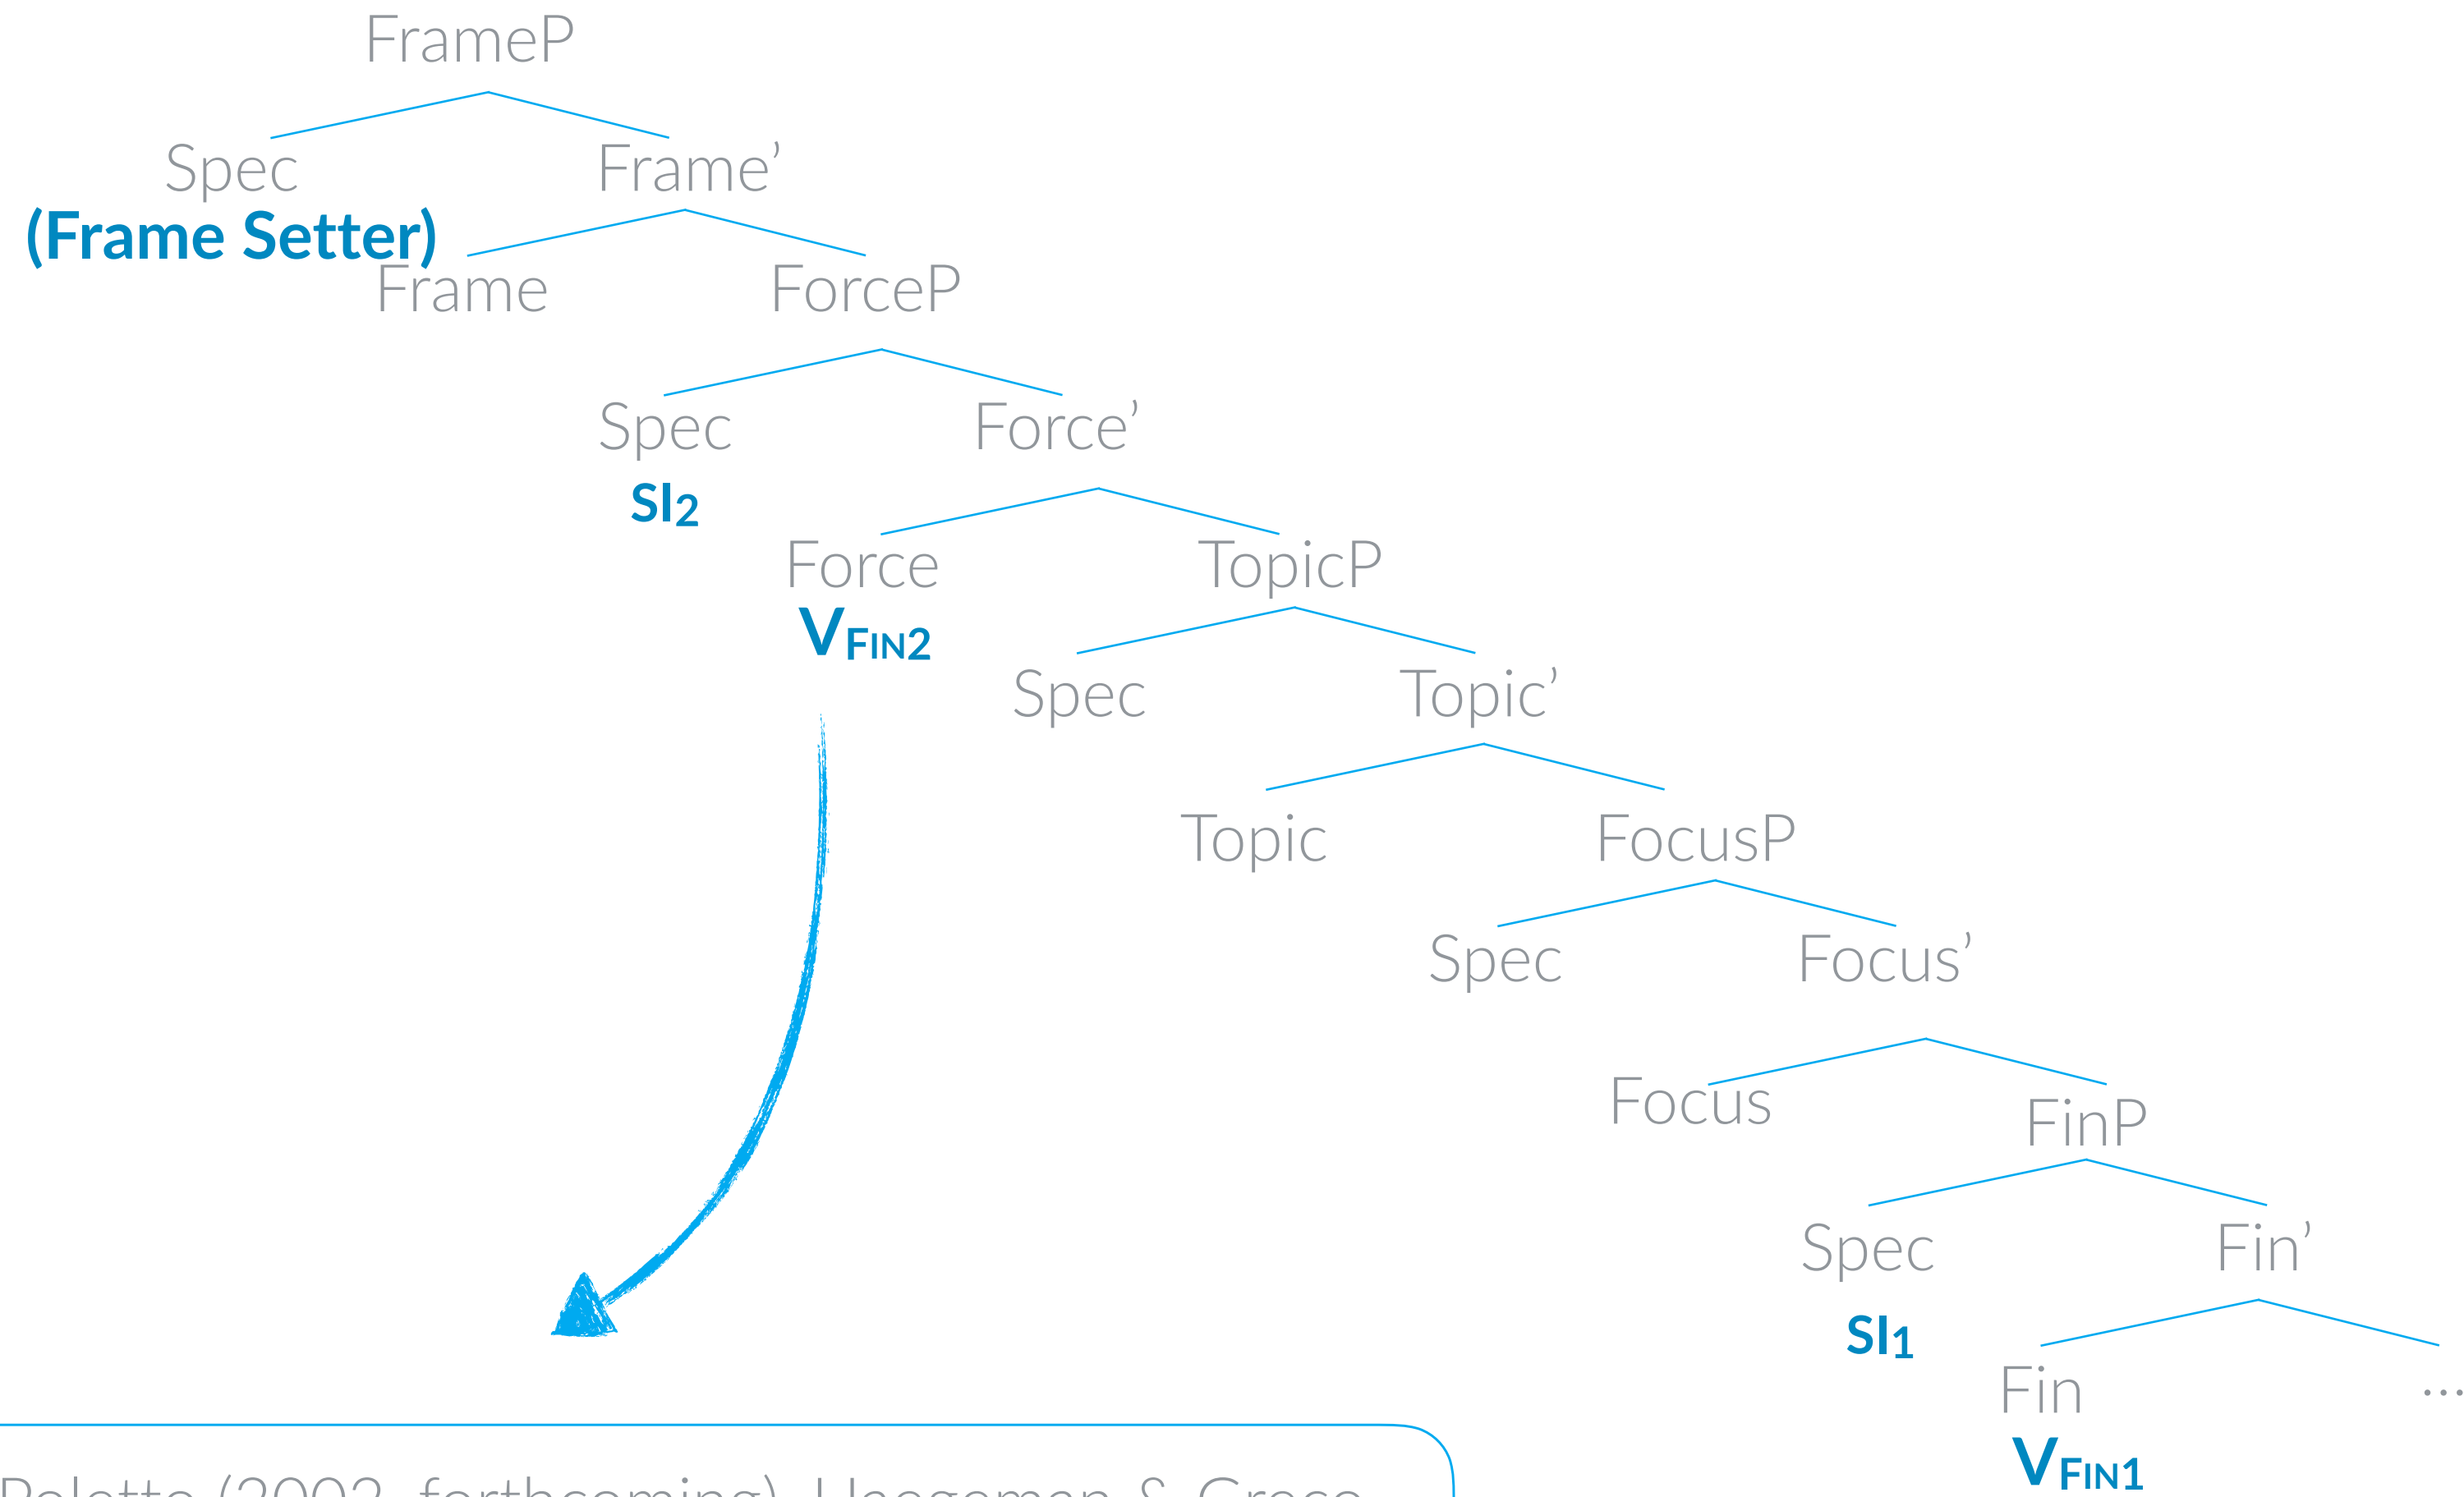 FrameP
Spec Frame’
(Frame Setter)
Frame ForceP
Spec Force’
SI2
Force TopicP
VFIN2
Spec Topic’
Topic FocusP
Spec Focus’
Focus FinP
Spec Fin’
SI1
Fin ...
VFIN1